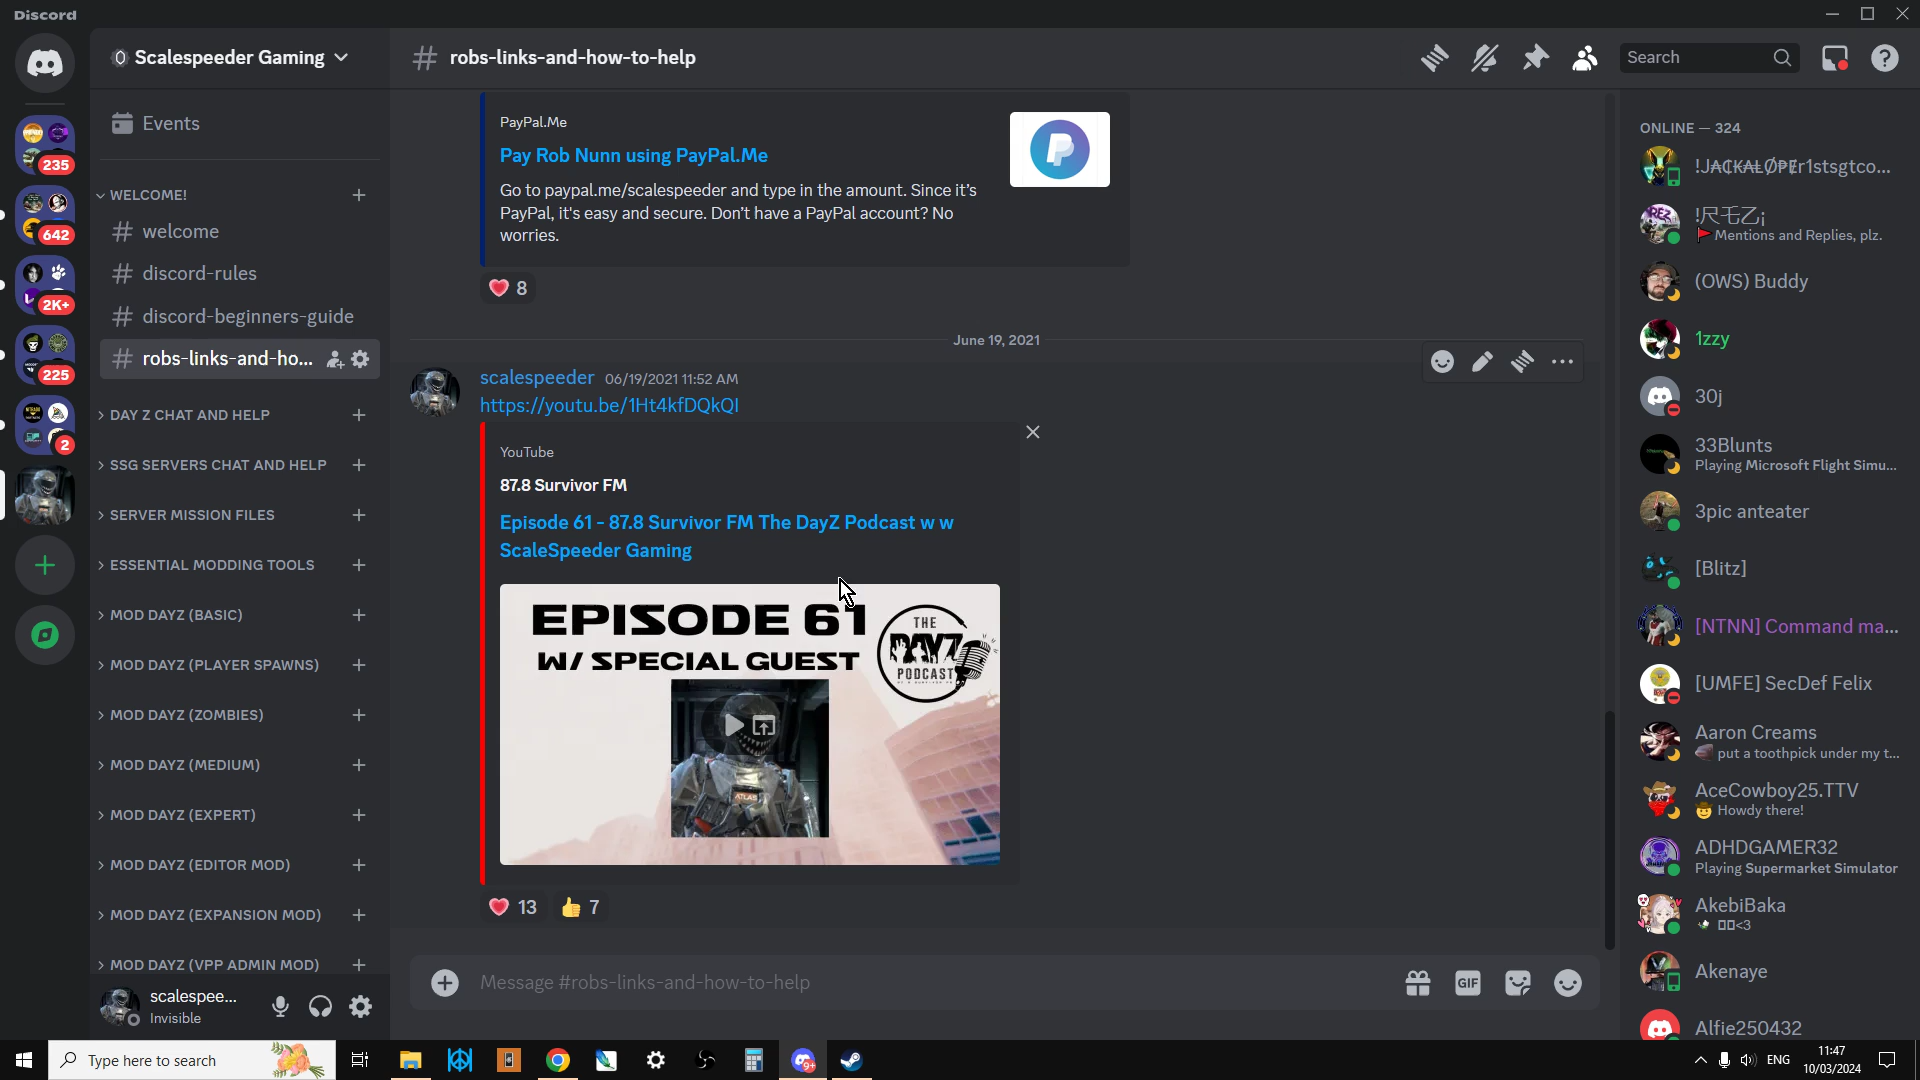 Discord
Scalespeeder Gaming
Events
WELCOME!
welcome
discord-rules
discord-beginners-guide
robs-links-and-ho...
DAY Z CHAT AND HELP
SSG SERVERS CHAT AND HELP
SERVER MISSION FILES
ESSENTIAL MODDING TOOLS
MOD DAYZ (BASIC)
MOD DAYZ (PLAYER SPAWNS)
MOD DAYZ (ZOMBIES)
MOD DAYZ (MEDIUM)
MOD DAYZ (EXPERT)
MOD DAYZ (EDITOR MOD)
MOD DAYZ (EXPANSION MOD)
MOD DAYZ (VPP ADMIN MOD)
235
642
2K+
225
2
scalespee...
Invisible
robs-links-and-how-to-help
Search
PayPal.Me
Pay Rob Nunn using PayPal.Me
Go to paypal.me/scalespeeder and type in the amount. Since it's
PayPal, it's easy and secure. Don't have a PayPal account? No
worries.
8
June 19, 2021
scalespeeder 06/19/2021 11:52 AM
https://youtu.be/1Ht4kfDQkQI
YouTube
87.8 Survivor FM
Episode 61 - 87.8 Survivor FM The DayZ Podcast w w
ScaleSpeeder Gaming
EPISODE 61
W/ SPECIAL GUEST
THE
DAYZ
PODCAST
ATLAS
13
7
Message #robs-links-and-how-to-help
GIF
ONLINE — 324
!尺乇乙¡
Mentions and Replies, plz.
(OWS) Buddy
1zzy
30j
33Blunts
Playing Microsoft Flight Simu...
3pic anteater
[Blitz]
[NTNN] Command ma...
[UMFE] SecDef Felix
Aaron Creams
put a toothpick under my t...
AceCowboy25.TTV
Howdy there!
ADHDGAMER32
Playing Supermarket Simulator
AkebiBaka
<3
Akenaye
Alfie250432
Type here to search
9+
ENG
11:47
10/03/2024